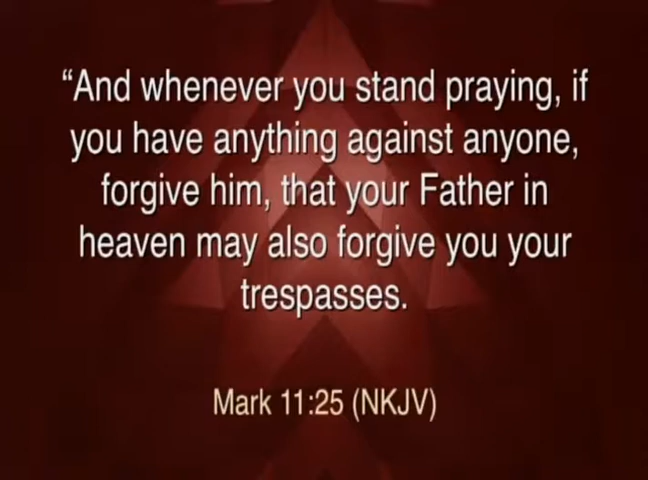 “And whenever you stand praying, if
you have anything against anyone,
forgive him, that your Father in
heaven may also forgive you your
trespasses.
Mark 11:25 (NKJV)